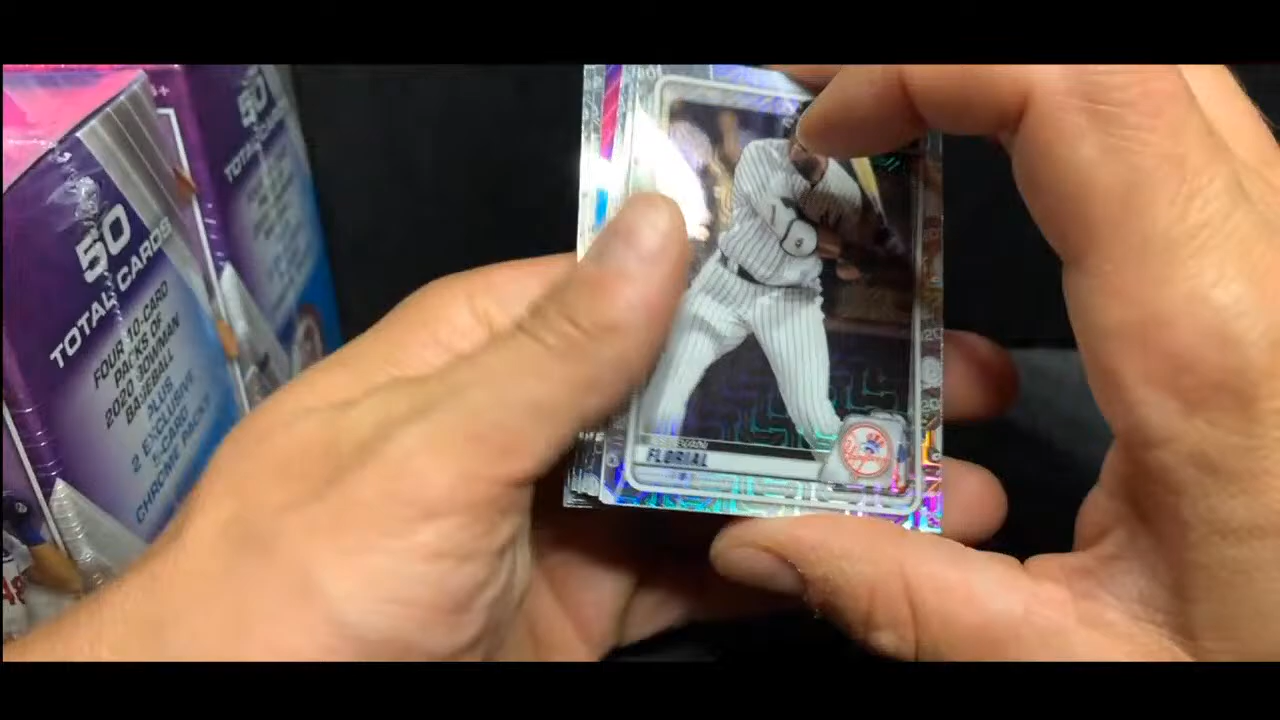 50
TOTAL CARDS
FOUR 10-CARD
PACKS OF
2020 BOWMAN
BASEBALL
PLUS
2 EXCLUSIVE
5-CARD
CHROME PACKS
50
TOTAL CARDS
FLORIAL